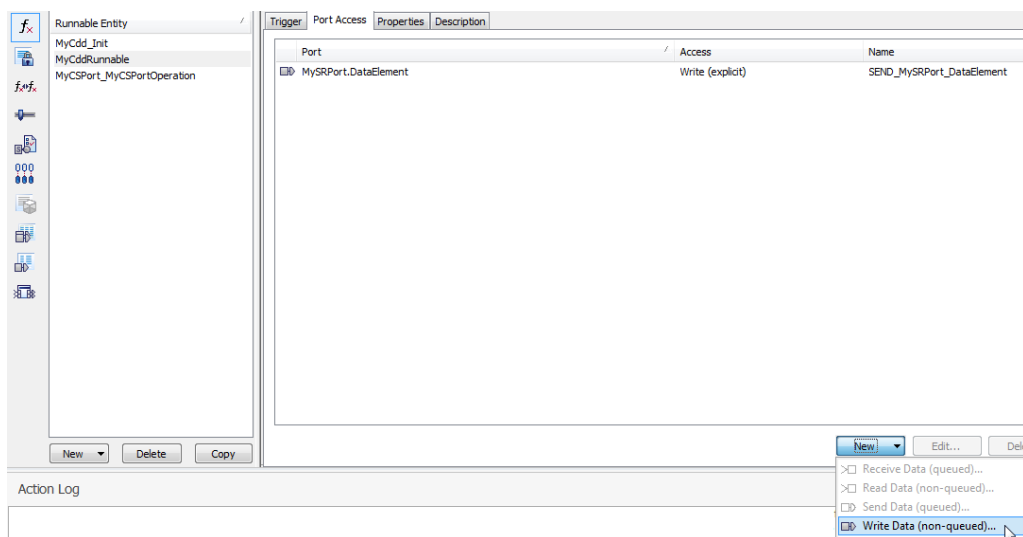 Runnable Entity
MyCdd_Init
MyCddRunnable
MyCSPort_MyCSPortOperation
New
Delete
Copy
Trigger
Port Access
Properties
Description
Port
Access
Name
MySRPort.DataElement
Write (explicit)
SEND_MySRPort_DataElement
New
Edit...
Receive Data (queued)...
Read Data (non-queued)...
Send Data (queued)...
Write Data (non-queued)...
Action Log